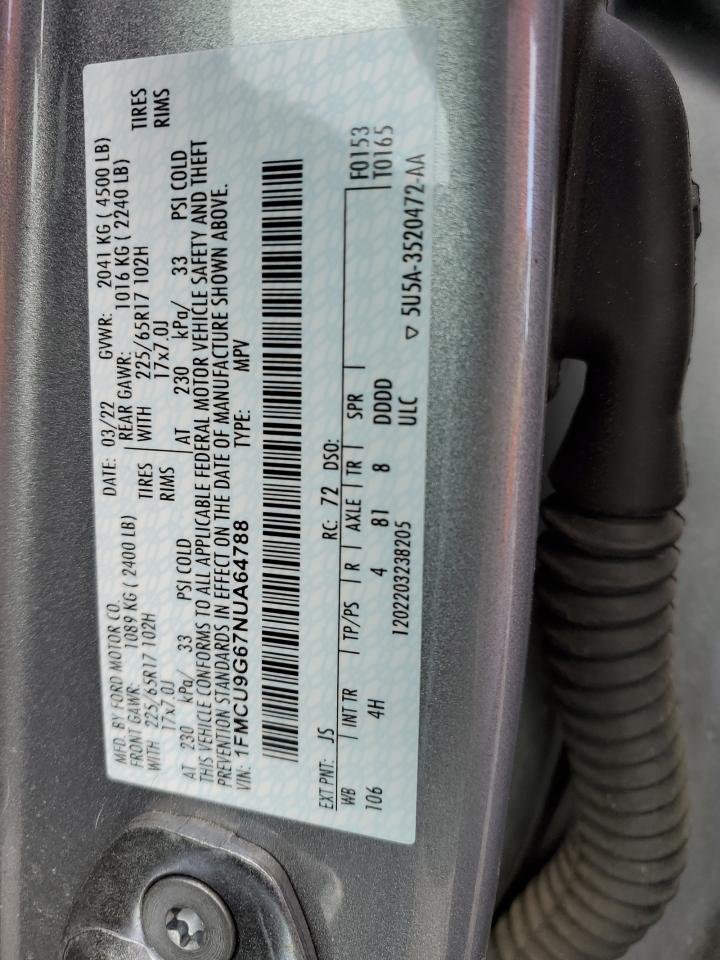 MFD. BY FORD MOTOR CO. DATE: 03/22 GVWR: 2041 KG ( 4500 LB)
FRONT GAWR: 1089 KG ( 2400 LB) REAR GAWR: 1016 KG ( 2240 LB)
WITH 225/65R17 102H TIRES WITH 225/65R17 102H TIRES
17x7.0J RIMS 17x7.0J RIMS
AT 230 kPa/ 33 PSI COLD AT 230 kPa/ 33 PSI COLD
THIS VEHICLE CONFORMS TO ALL APPLICABLE FEDERAL MOTOR VEHICLE SAFETY AND THEFT
PREVENTION STANDARDS IN EFFECT ON THE DATE OF MANUFACTURE SHOWN ABOVE.
VIN: 1FMCU9G67NUA64788 TYPE: MPV
EXT PNT: JS RC: 72 DSO: F0153
WB INT TR TP/PS R AXLE TR SPR T0165
106 4H 4 81 8 DDDD
ULC ▽ 5U5A-3520472-AA
1202203238205